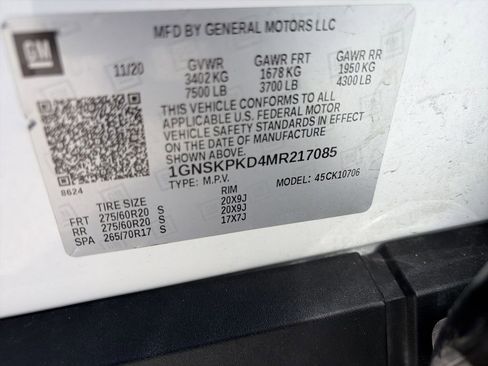 GM
MFD BY GENERAL MOTORS LLC
11/20 GVWR GAWR FRT GAWR RR
3402 KG 1678 KG 1950 KG
7500 LB 3700 LB 4300 LB
THIS VEHICLE CONFORMS TO ALL
APPLICABLE U.S. FEDERAL MOTOR
VEHICLE SAFETY STANDARDS IN EFFECT
ON THE DATE OF MANUFACTURE
1GNSKPKD4MR217085
8624 TYPE: M.P.V. MODEL: 45CK10706
TIRE SIZE RIM
FRT 275/60R20 S 20X9J
RR 275/60R20 S 20X9J
SPA 265/70R17 S 17X7J